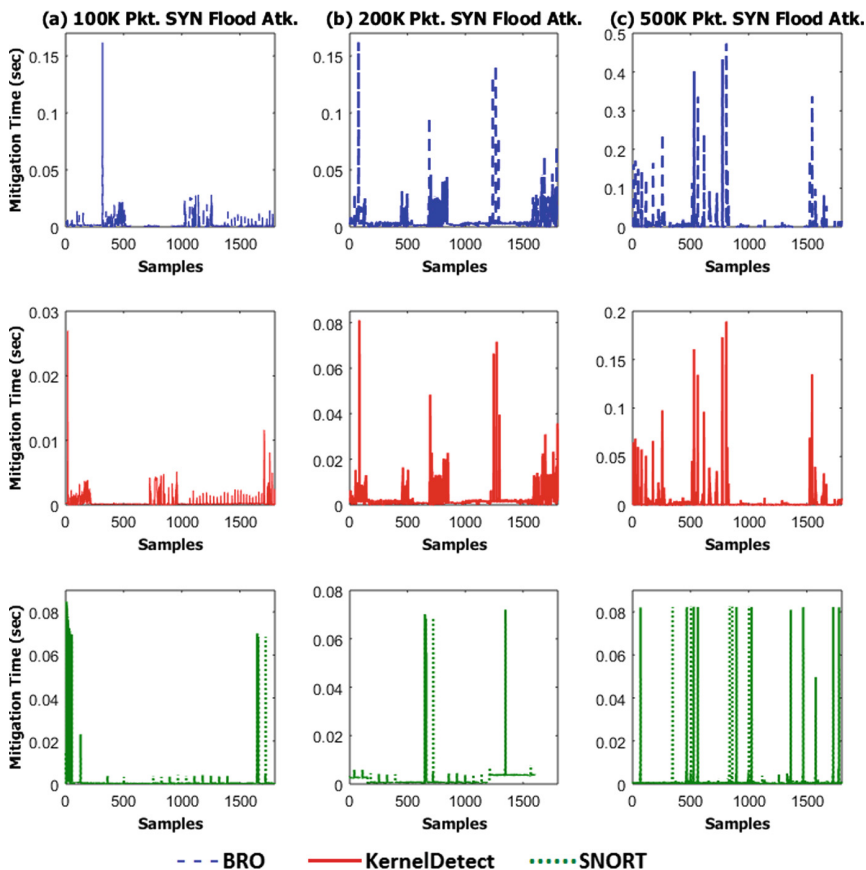 (a) 100K Pkt. SYN Flood Atk.
(b) 200K Pkt. SYN Flood Atk.
(c) 500K Pkt. SYN Flood Atk.
Mitigation Time (sec)
0.15
0.1
0.05
0
0 500 1000 1500
Samples
0.15
0.1
0.05
0
0 500 1000 1500
Samples
0.5
0.4
0.3
0.2
0.1
0
0 500 1000 1500
Samples
Mitigation Time (sec)
0.03
0.02
0.01
0
0 500 1000 1500
Samples
0.08
0.06
0.04
0.02
0
0 500 1000 1500
Samples
0.2
0.15
0.1
0.05
0
0 500 1000 1500
Samples
Mitigation Time (sec)
0.08
0.06
0.04
0.02
0
0 500 1000 1500
Samples
0.08
0.06
0.04
0.02
0
0 500 1000 1500
Samples
0.08
0.06
0.04
0.02
0
0 500 1000 1500
Samples
BRO KernelDetect SNORT